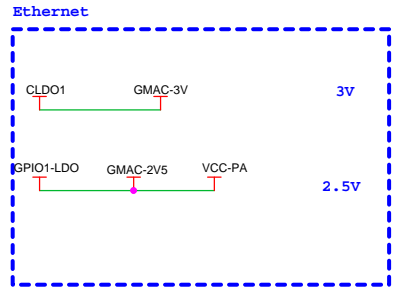 Ethernet
CLDO1 GMAC-3V 3V
GPIO1-LDO GMAC-2V5 VCC-PA 2.5V